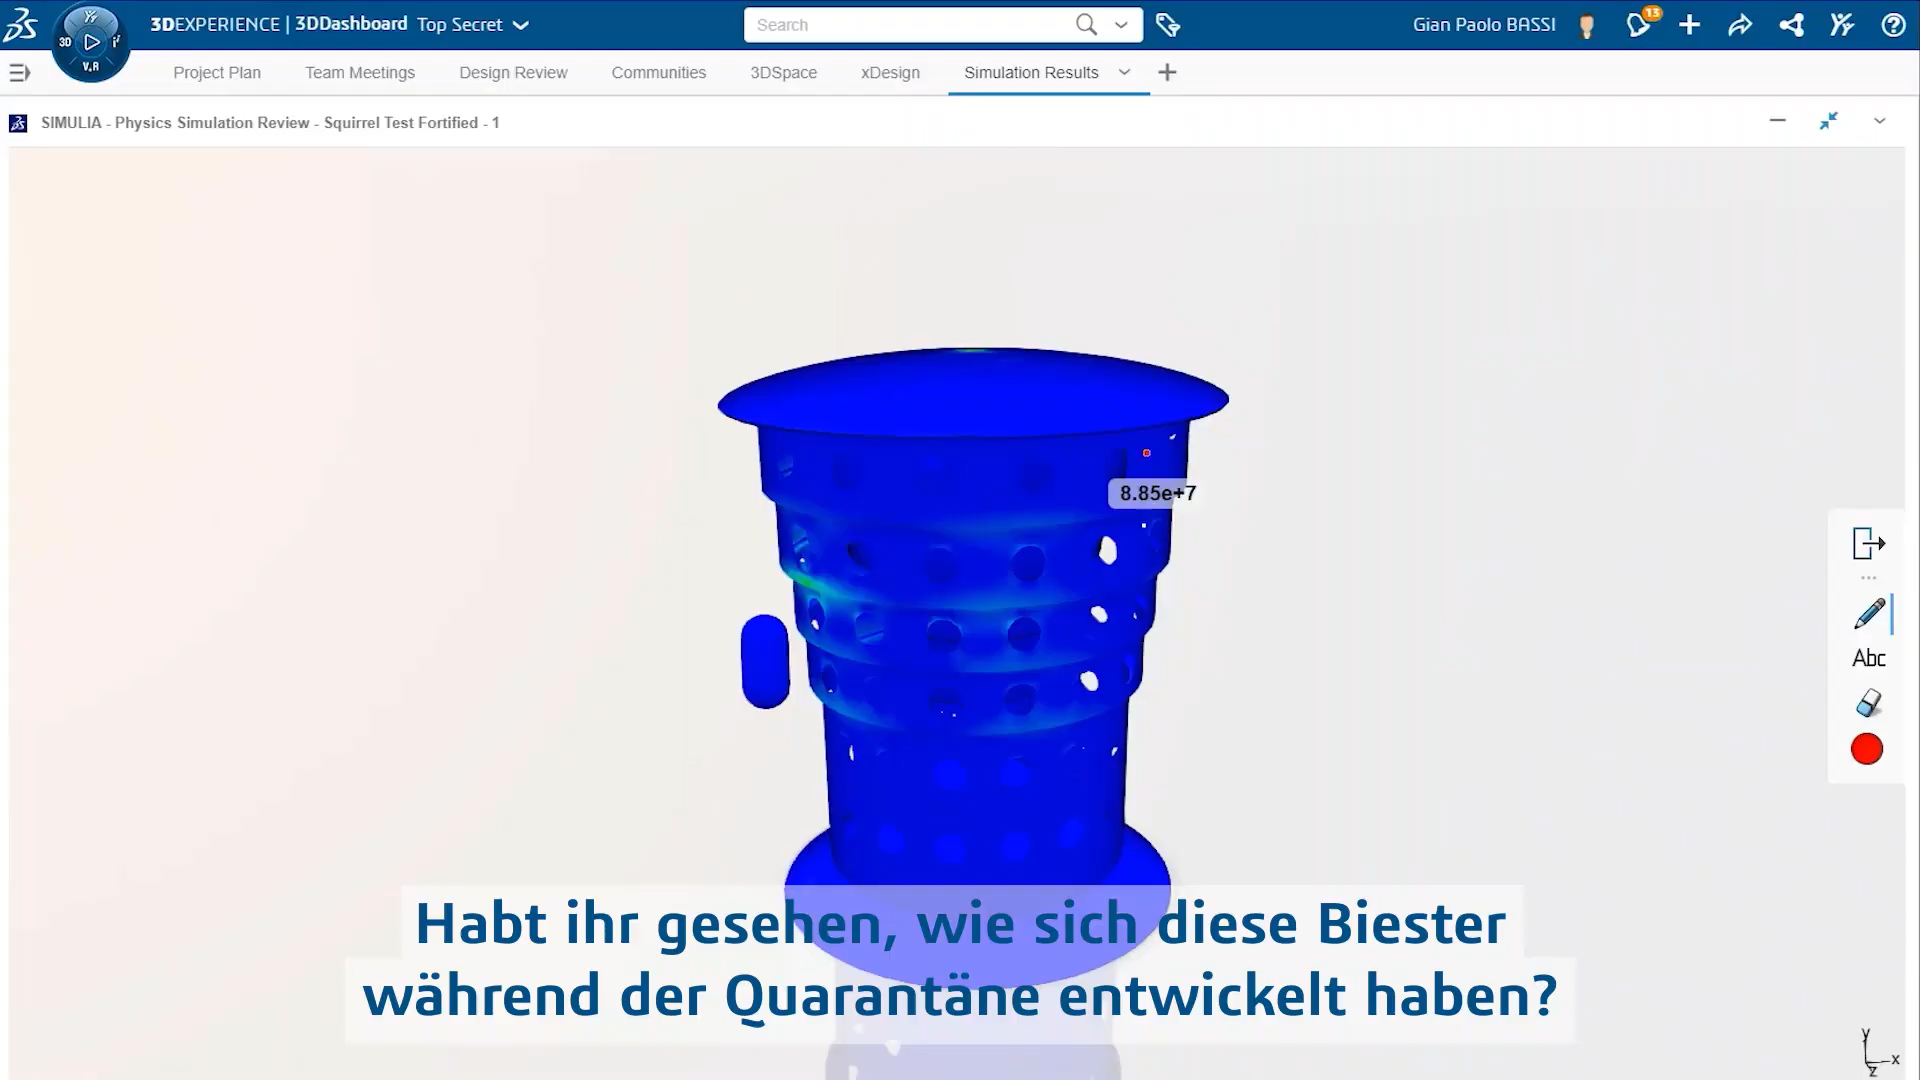 3DEXPERIENCE | 3DDashboard Top Secret
Search
Gian Paolo BASSI
13
3D
V.R
Project Plan
Team Meetings
Design Review
Communities
3DSpace
xDesign
Simulation Results
SIMULIA - Physics Simulation Review - Squirrel Test Fortified - 1
8.85e+7
Abc
Habt ihr gesehen, wie sich diese Biester
während der Quarantäne entwickelt haben?
y
x
z